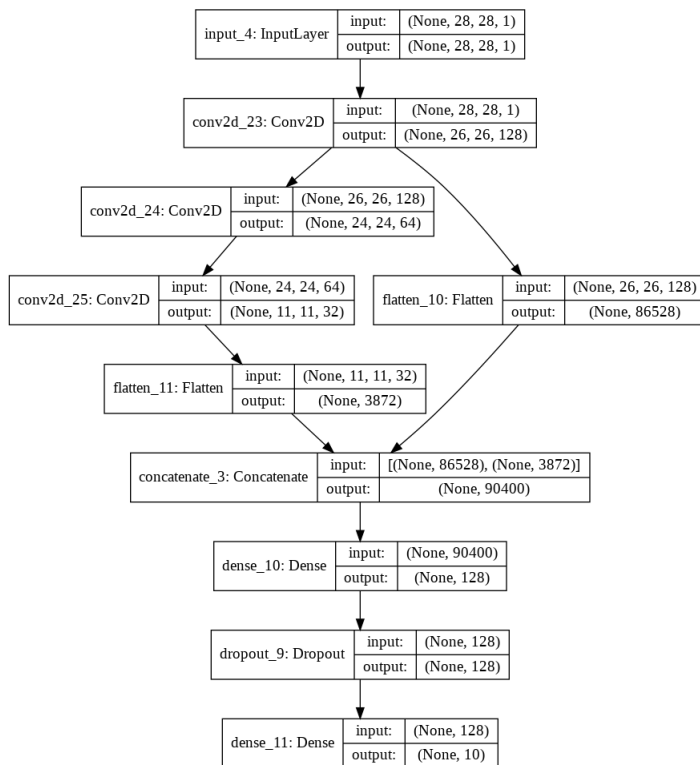 input_4: InputLayer
input: (None, 28, 28, 1)
output: (None, 28, 28, 1)
conv2d_23: Conv2D
input: (None, 28, 28, 1)
output: (None, 26, 26, 128)
conv2d_24: Conv2D
input: (None, 26, 26, 128)
output: (None, 24, 24, 64)
conv2d_25: Conv2D
input: (None, 24, 24, 64)
output: (None, 11, 11, 32)
flatten_10: Flatten
input: (None, 26, 26, 128)
output: (None, 86528)
flatten_11: Flatten
input: (None, 11, 11, 32)
output: (None, 3872)
concatenate_3: Concatenate
input: [(None, 86528), (None, 3872)]
output: (None, 90400)
dense_10: Dense
input: (None, 90400)
output: (None, 128)
dropout_9: Dropout
input: (None, 128)
output: (None, 128)
dense_11: Dense
input: (None, 128)
output: (None, 10)